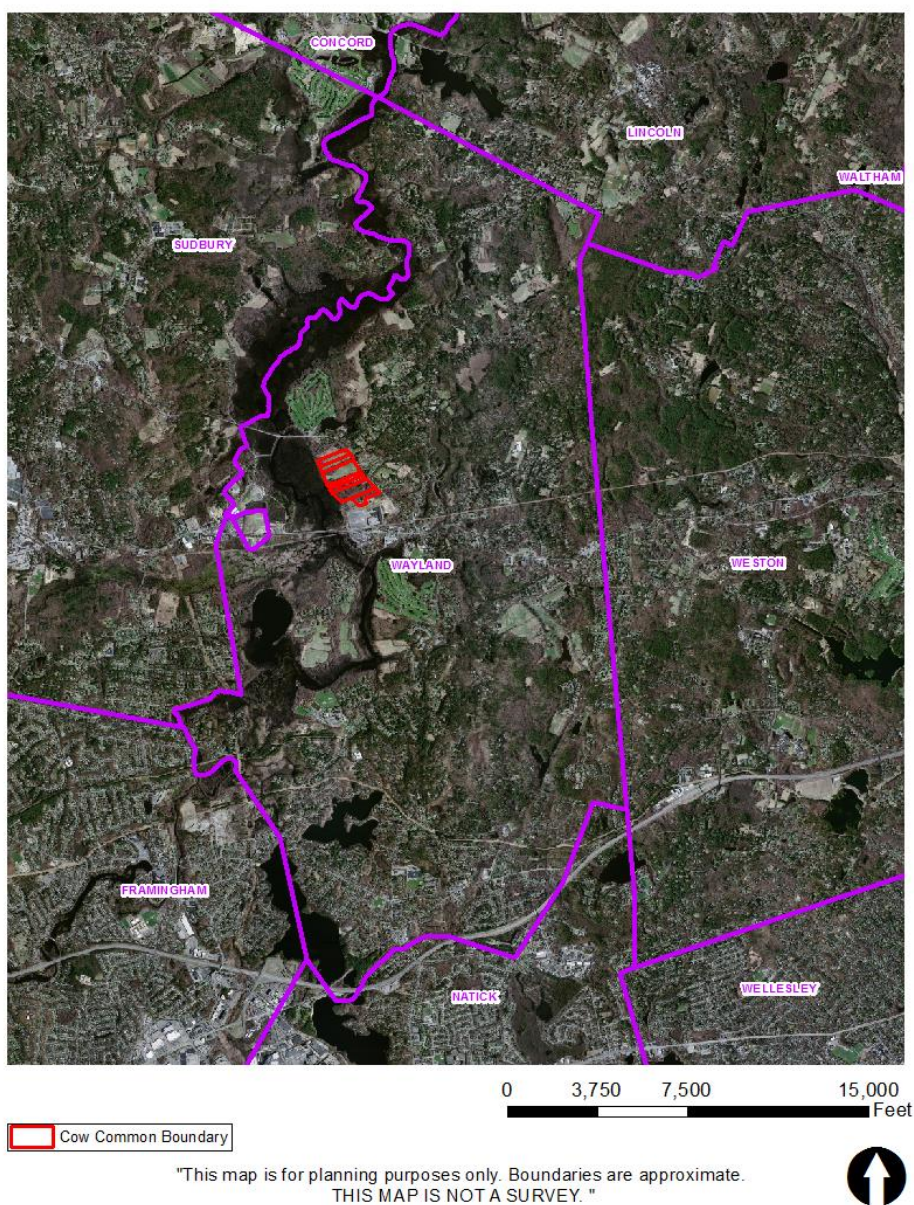 CONCORD
LINCOLN
WALTHAM
SUDBURY
WAYLAND
WESTON
FRAMINGHAM
NATICK
WELLESLEY
0 3,750 7,500 15,000
Feet
Cow Common Boundary
"This map is for planning purposes only. Boundaries are approximate.
THIS MAP IS NOT A SURVEY. "